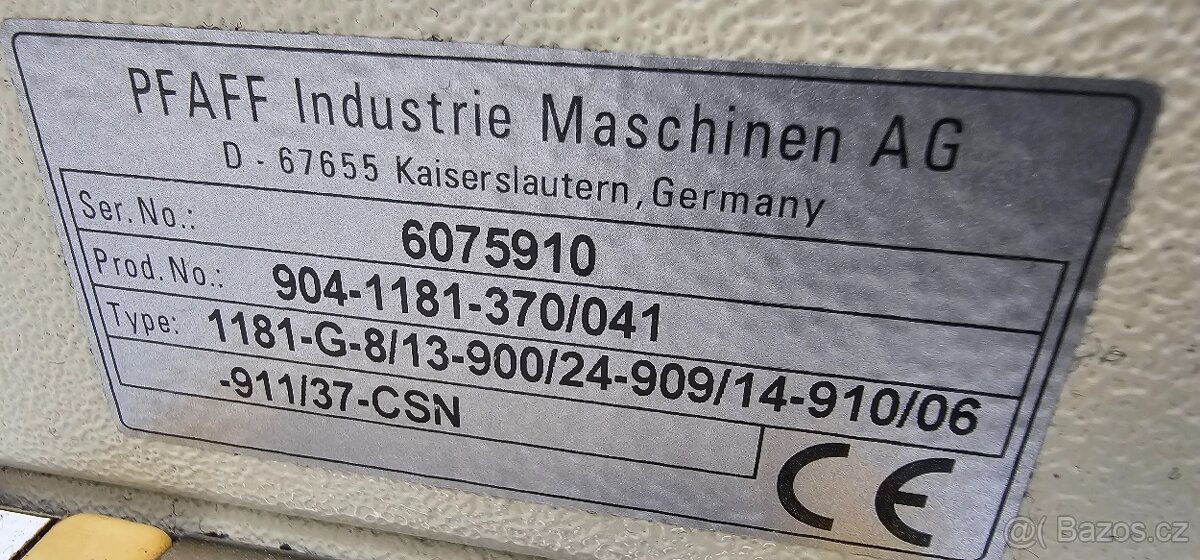 PFAFF Industrie Maschinen AG
D - 67655 Kaiserslautern, Germany
Ser.No.: 6075910
Prod.No.: 904-1181-370/041
Type: 1181-G-8/13-900/24-909/14-910/06
-911/37-CSN
CE
@( Bazos.cz